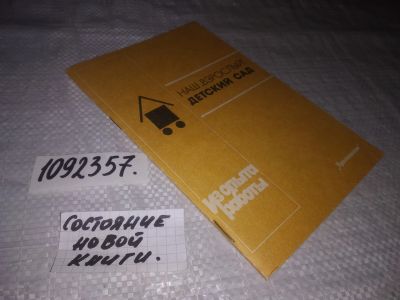 НАШ ВЗРОСЛЫЙ
ДЕТСКИЙ САД
Из опыта
работы
1092357.
СОСТОЯНИЕ
НОВОЙ
КНИГИ.